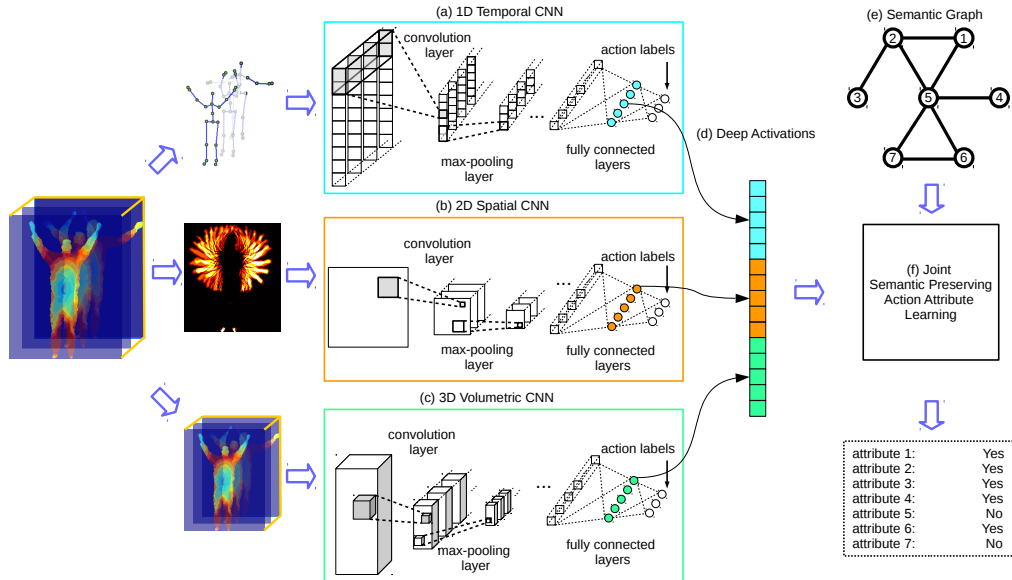 (a) 1D Temporal CNN
convolution
layer
action labels
max-pooling
layer
...
fully connected
layers
(b) 2D Spatial CNN
convolution
layer
action labels
...
max-pooling
layer
fully connected
layers
(c) 3D Volumetric CNN
convolution
layer
action labels
...
max-pooling
layer
fully connected
layers
(d) Deep Activations
(e) Semantic Graph
2
1
3
5
4
7
6
(f) Joint
Semantic Preserving
Action Attribute
Learning
attribute 1: Yes
attribute 2: Yes
attribute 3: Yes
attribute 4: Yes
attribute 5: No
attribute 6: Yes
attribute 7: No